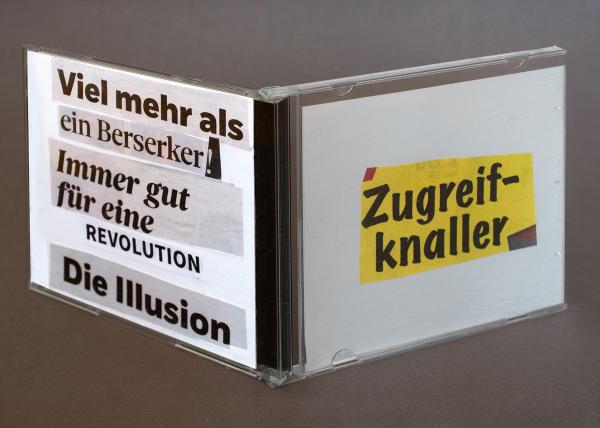 Viel mehr als
ein Berserker!
Immer gut
für eine
REVOLUTION
Die Illusion
Zugreif-
knaller